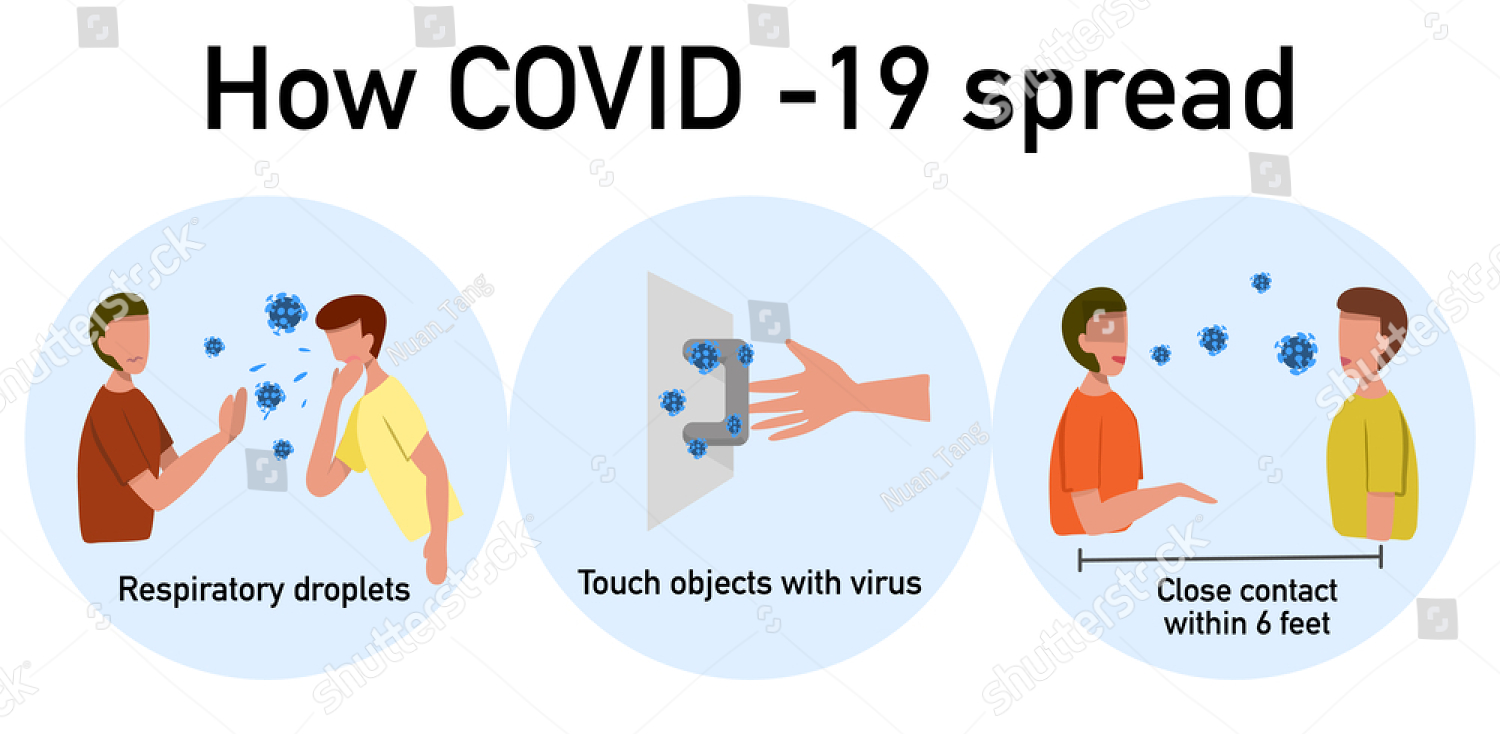 How COVID -19 spread
Respiratory droplets
Touch objects with virus
Close contact
within 6 feet
shutterstock
shutterstock
Nuan_Tang
shutterstock
shutterstock
Nuan_Tang
shutterstock
shutterstock